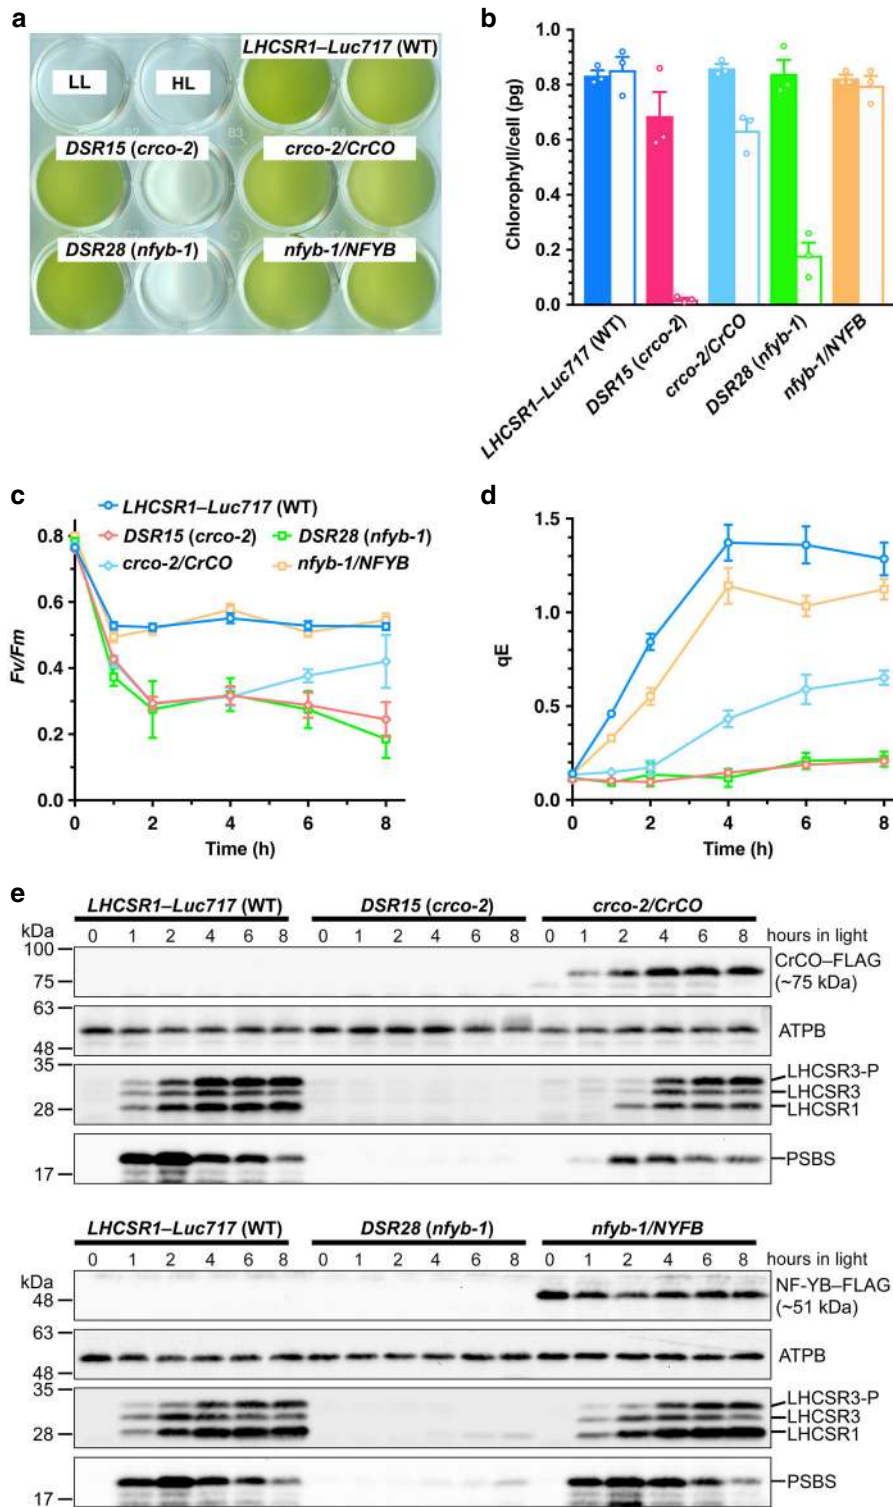 a
LHCSR1–Luc717 (WT)
LL
HL
DSR15 (crco-2)
crco-2/CrCO
B3
DSR28 (nfyb-1)
nfyb-1/NFYB
b
Chlorophyll/cell (pg)
1.0
0.8
0.6
0.4
0.2
0.0
LHCSR1–Luc717 (WT)
DSR15 (crco-2)
crco-2/CrCO
DSR28 (nfyb-1)
nfyb-1/NYFB
c
LHCSR1–Luc717 (WT)
DSR15 (crco-2)
DSR28 (nfyb-1)
crco-2/CrCO
nfyb-1/NFYB
Fv/Fm
0.8
0.6
0.4
0.2
0.0
0 2 4 6 8
Time (h)
d
qE
1.5
1.0
0.5
0.0
0 2 4 6 8
Time (h)
e
LHCSR1–Luc717 (WT) DSR15 (crco-2) crco-2/CrCO
kDa 0 1 2 4 6 8 0 1 2 4 6 8 0 1 2 4 6 8 hours in light
100
CrCO–FLAG
75
(~75 kDa)
63
ATPB
48
35
LHCSR3-P
LHCSR3
28
LHCSR1
PSBS
17
LHCSR1–Luc717 (WT) DSR28 (nfyb-1) nfyb-1/NYFB
0 1 2 4 6 8 0 1 2 4 6 8 0 1 2 4 6 8 hours in light
kDa
NF-YB–FLAG
48
(~51 kDa)
63
ATPB
48
35
LHCSR3-P
LHCSR3
28
LHCSR1
PSBS
17